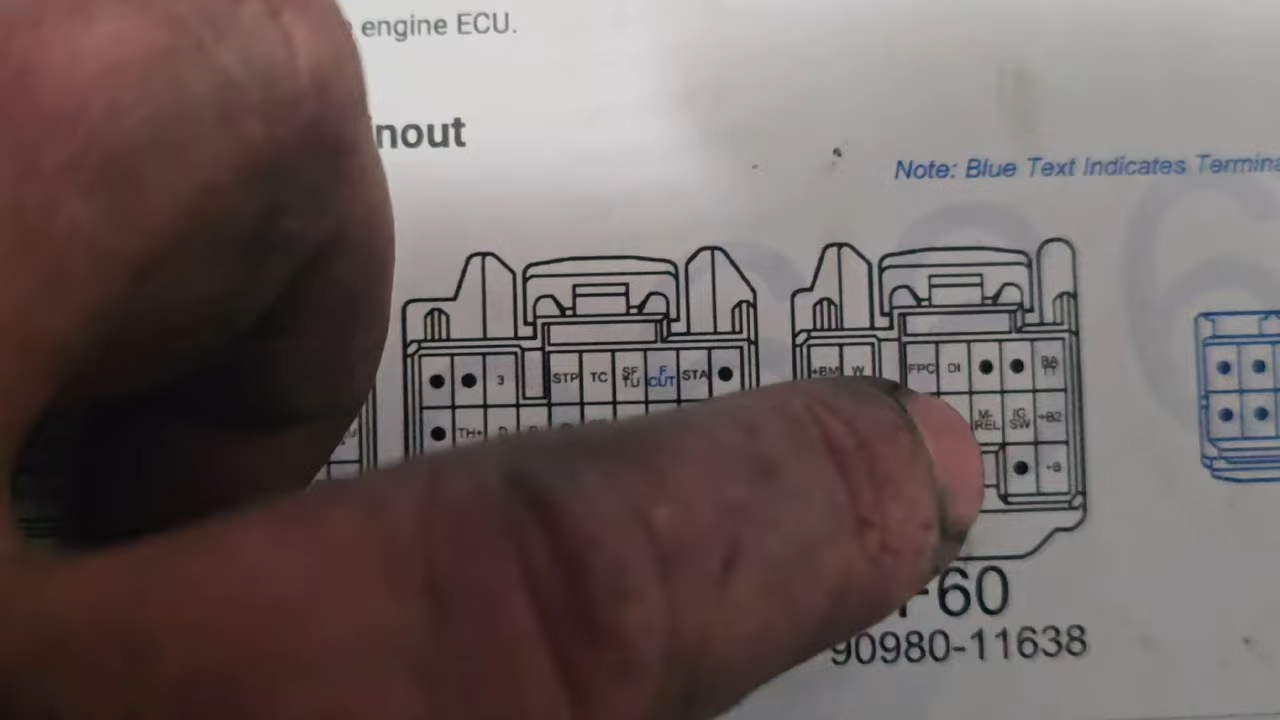 engine ECU.
nout
Note: Blue Text Indicates Termina
3 STP TC SF TU F CUT STA
+BM W FPC DI BA TT
TH+
M-REL IG SW +B2
+B
60
90980-11638